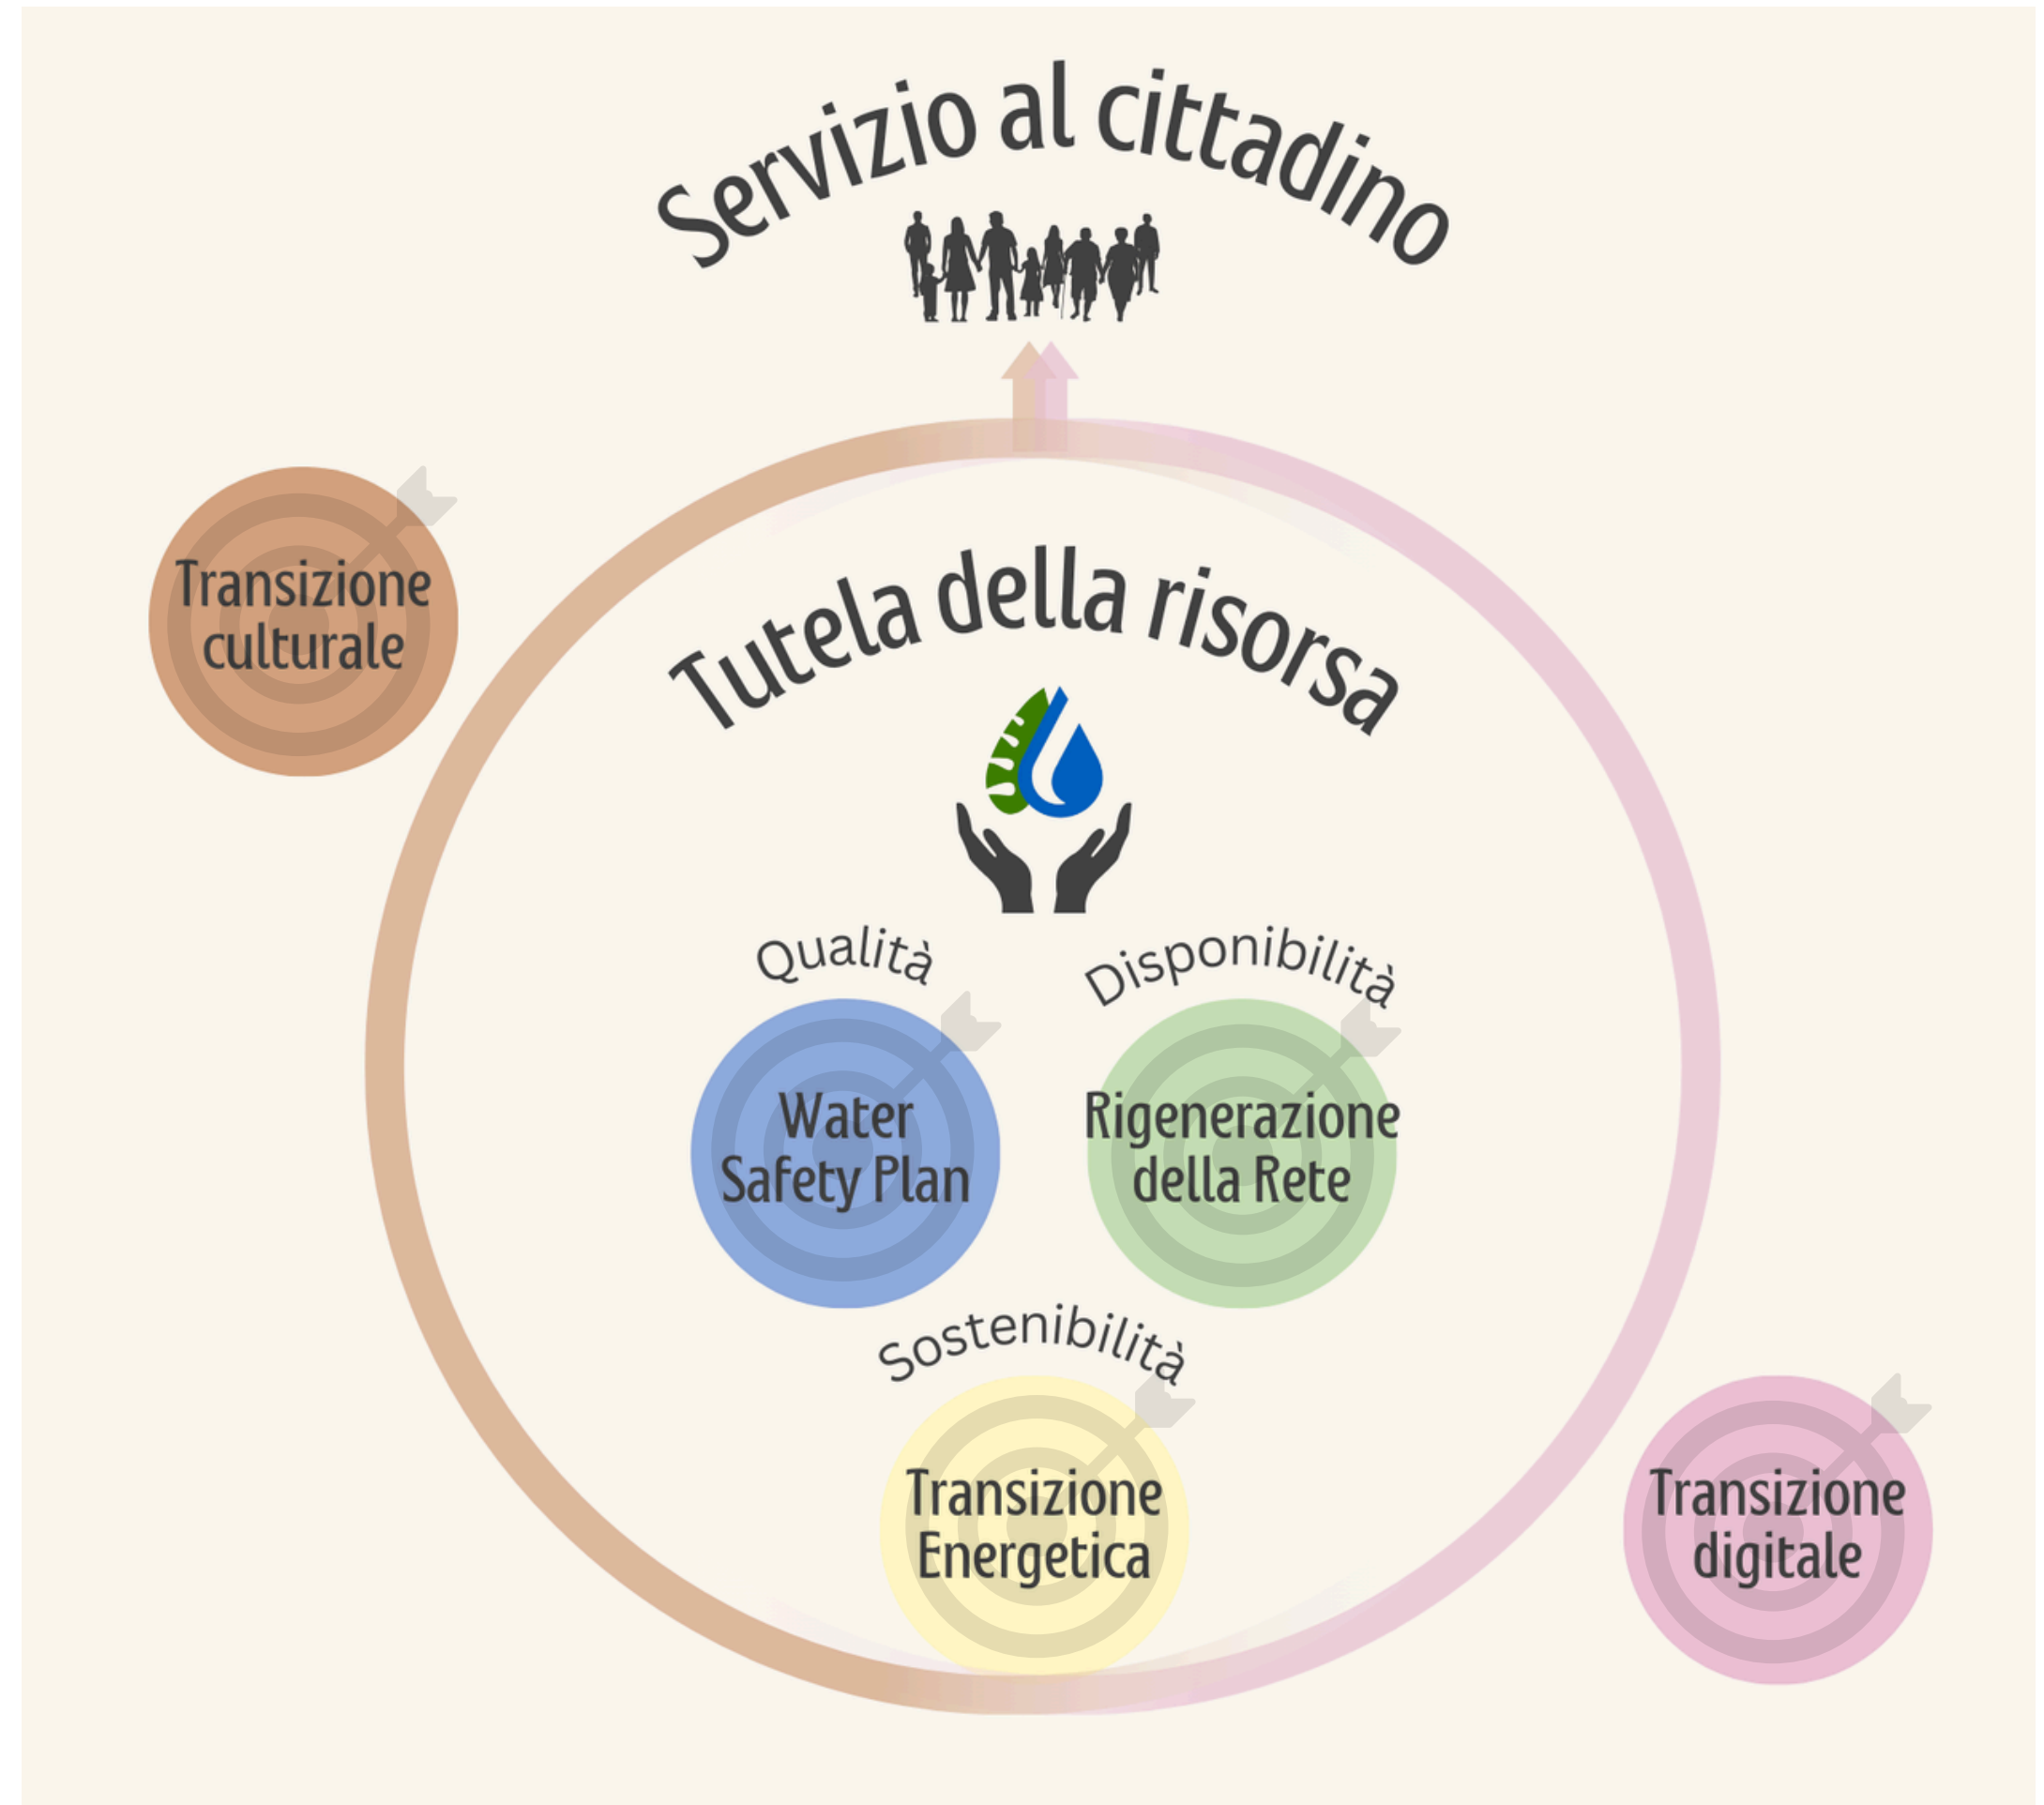 Servizio al cittadino
Transizione
culturale
Tutela della risorsa
Qualità
Disponibilità
Water
Safety Plan
Rigenerazione
della Rete
Sostenibilità
Transizione
Energetica
Transizione
digitale